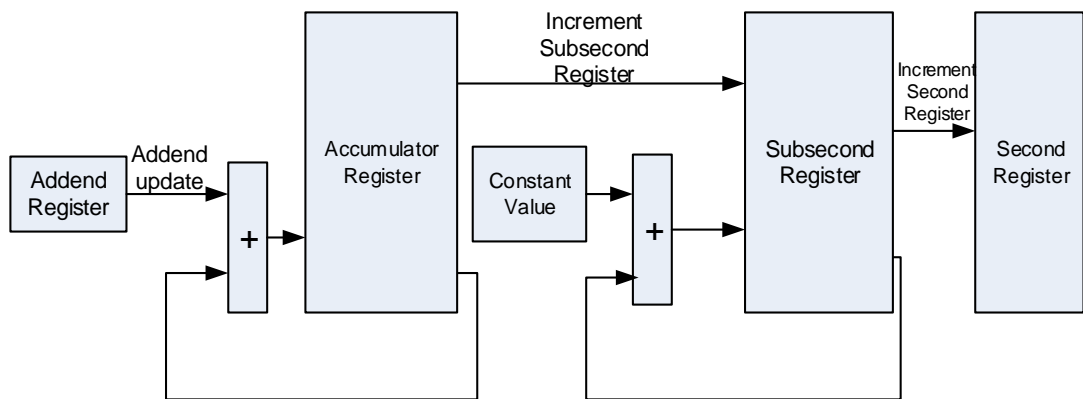 Addend
Register
Addend
update
+
Accumulator
Register
Increment
Subsecond
Register
Constant
Value
+
Subsecond
Register
Increment
Second
Register
Second
Register